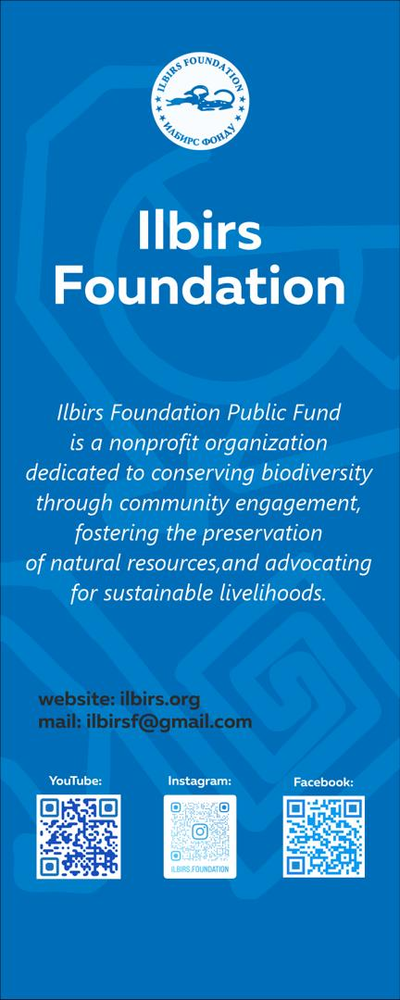 ILBIRS FOUNDATION
ИЛБИРС ФОНДУ
Ilbirs
Foundation
Ilbirs Foundation Public Fund
is a nonprofit organization
dedicated to conserving biodiversity
through community engagement,
fostering the preservation
of natural resources,and advocating
for sustainable livelihoods.
website: ilbirs.org
mail: ilbirsf@gmail.com
YouTube: Instagram: Facebook:
ILBIRS.FOUNDATION